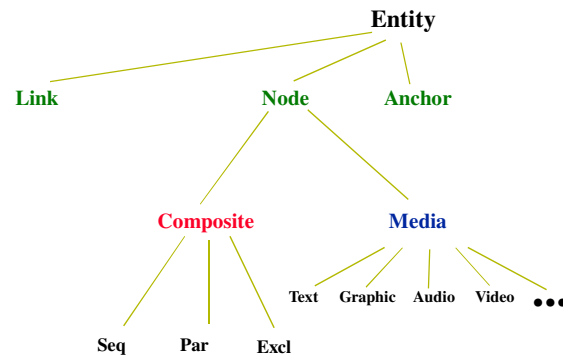 Entity
Link Node Anchor
Composite Media
Text Graphic Audio Video •••
Seq Par Excl